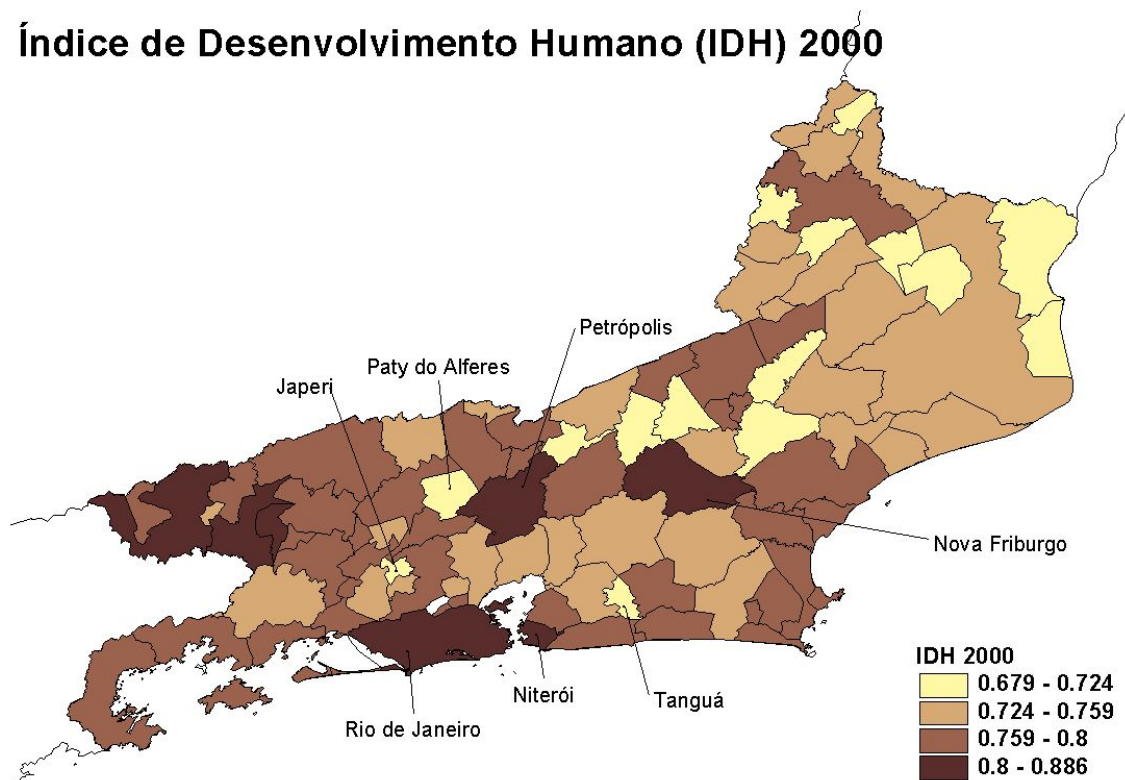 Índice de Desenvolvimento Humano (IDH) 2000
Petrópolis
Paty do Alferes
Japeri
Nova Friburgo
Niterói
Tanguá
Rio de Janeiro
IDH 2000
0.679 - 0.724
0.724 - 0.759
0.759 - 0.8
0.8 - 0.886